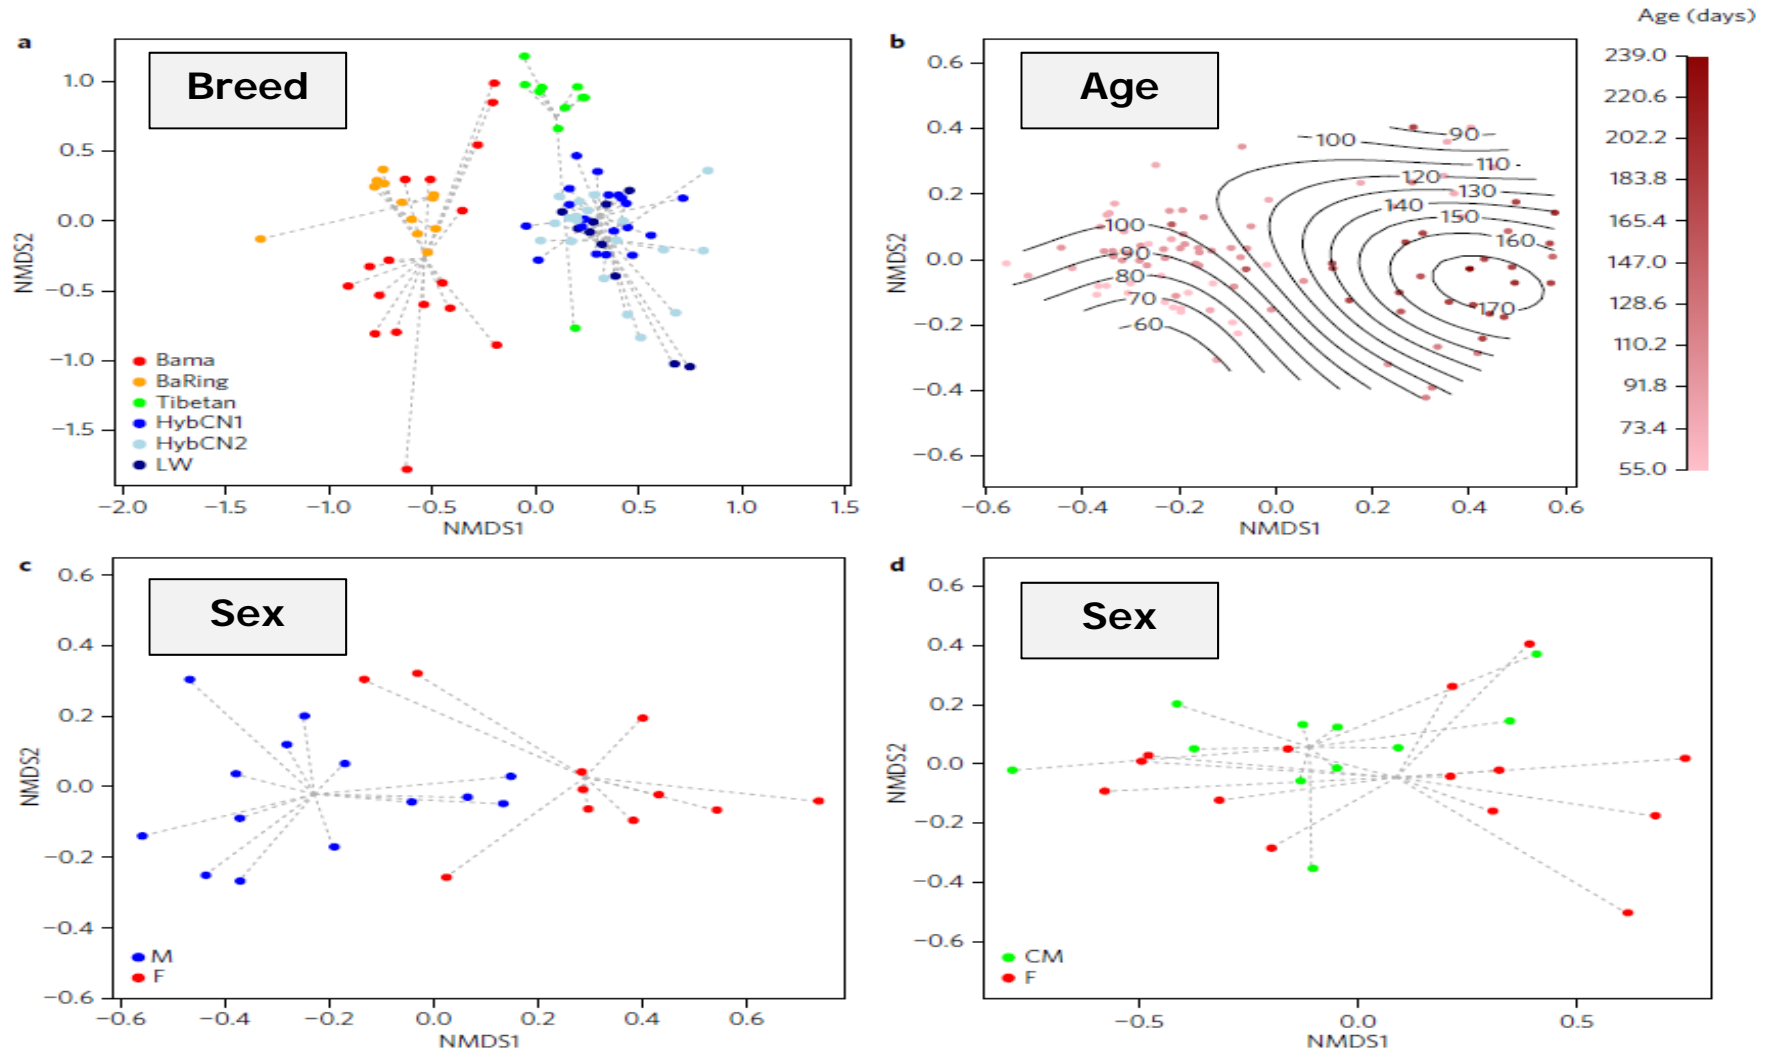 a
Breed
1.0
0.5
0.0
−0.5
−1.0
−1.5
NMDS2
Bama
BaRing
Tibetan
HybCN1
HybCN2
LW
−2.0 −1.5 −1.0 −0.5 0.0 0.5 1.0 1.5
NMDS1
b
Age
0.6
0.4
0.2
0.0
−0.2
−0.4
−0.6
NMDS2
90
100
110
120
130
140
150
160
170
100
90
80
70
60
−0.6 −0.4 −0.2 0.0 0.2 0.4 0.6
NMDS1
Age (days)
239.0
220.6
202.2
183.8
165.4
147.0
128.6
110.2
91.8
73.4
55.0
c
Sex
0.6
0.4
0.2
0.0
−0.2
−0.4
−0.6
NMDS2
M
F
−0.6 −0.4 −0.2 0.0 0.2 0.4 0.6
NMDS1
d
Sex
0.6
0.4
0.2
0.0
−0.2
−0.4
−0.6
NMDS2
CM
F
−0.5 0.0 0.5
NMDS1